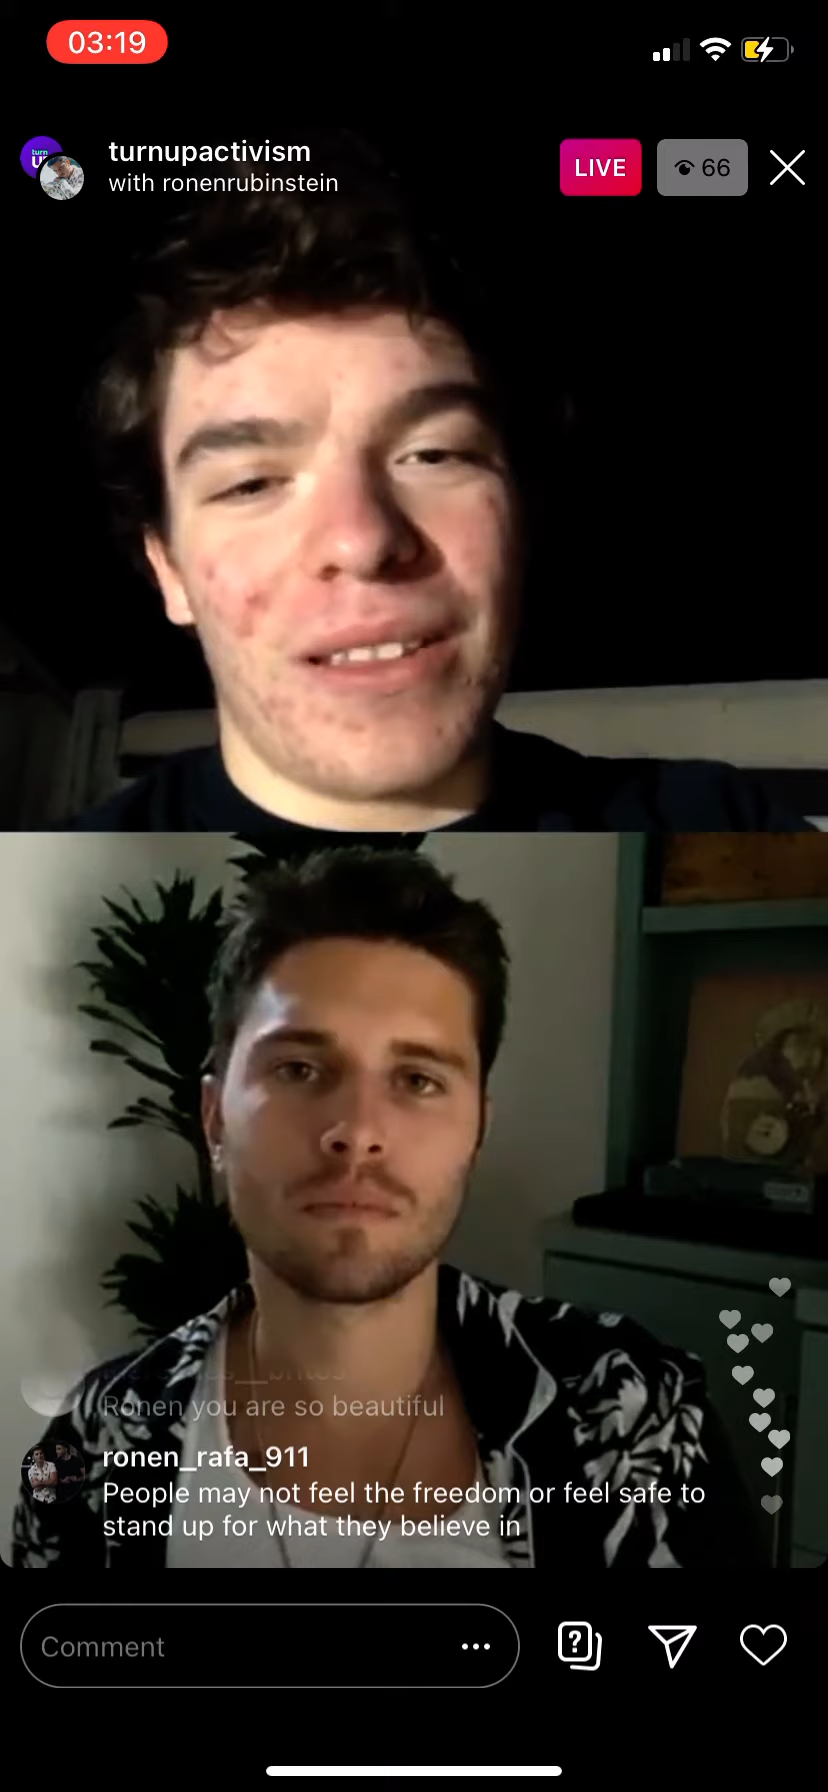 03:19
turn
turnupactivism
with ronenrubinstein
LIVE
66
Ronen you are so beautiful
ronen_rafa_911
People may not feel the freedom or feel safe to
stand up for what they believe in
Comment